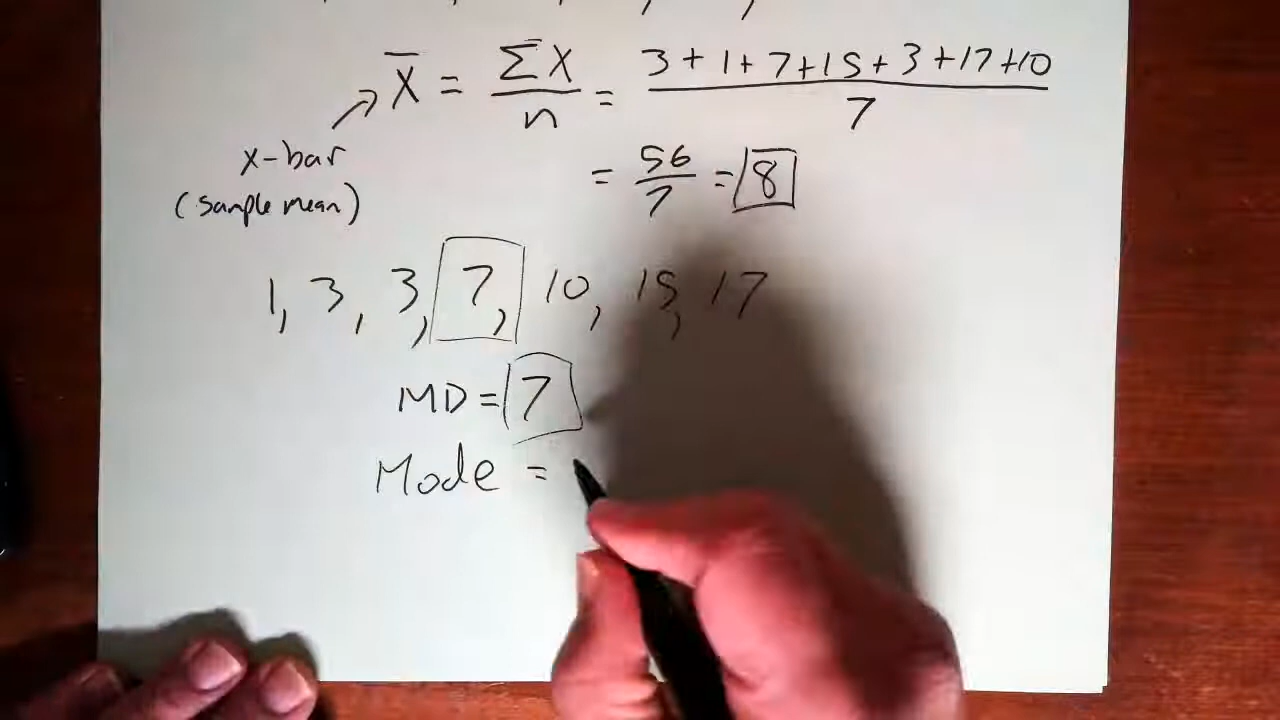 X̄ = ΣX / n = 3 + 1 + 7 + 15 + 3 + 17 + 10 / 7
x-bar
(sample mean)
= 56 / 7 = 8
1, 3, 3, 7, 10, 15, 17
MD = 7
Mode =